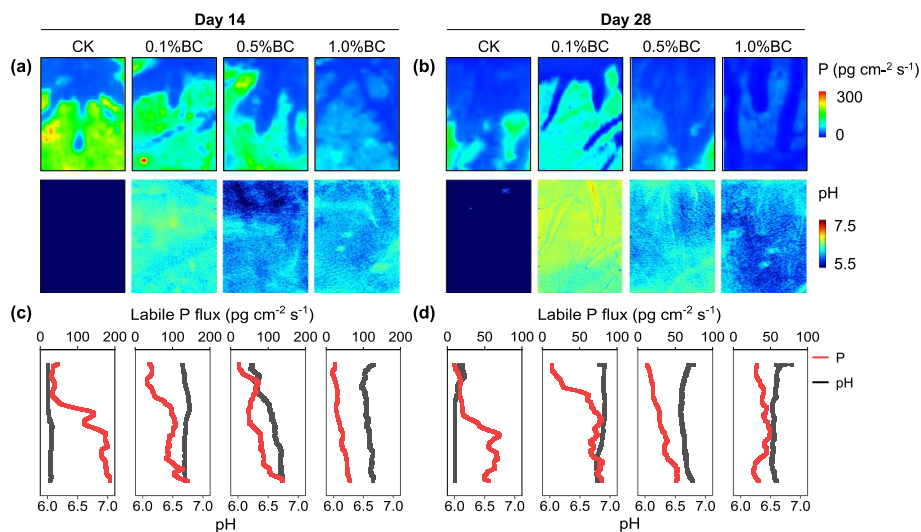 Day 14
Day 28
CK 0.1%BC 0.5%BC 1.0%BC
CK 0.1%BC 0.5%BC 1.0%BC
(a)
(b)
P (pg cm-² s⁻¹)
300
0
pH
7.5
5.5
(c)
Labile P flux (pg cm⁻² s⁻¹)
(d)
Labile P flux (pg cm⁻² s⁻¹)
0 100 200 0 100 200 0 100 200 0 100 200
0 50 100 0 50 100 0 50 100 0 50 100
P
pH
6.0 6.5 7.0 6.0 6.5 7.0 6.0 6.5 7.0 6.0 6.5 7.0
6.0 6.5 7.0 6.0 6.5 7.0 6.0 6.5 7.0 6.0 6.5 7.0
pH
pH